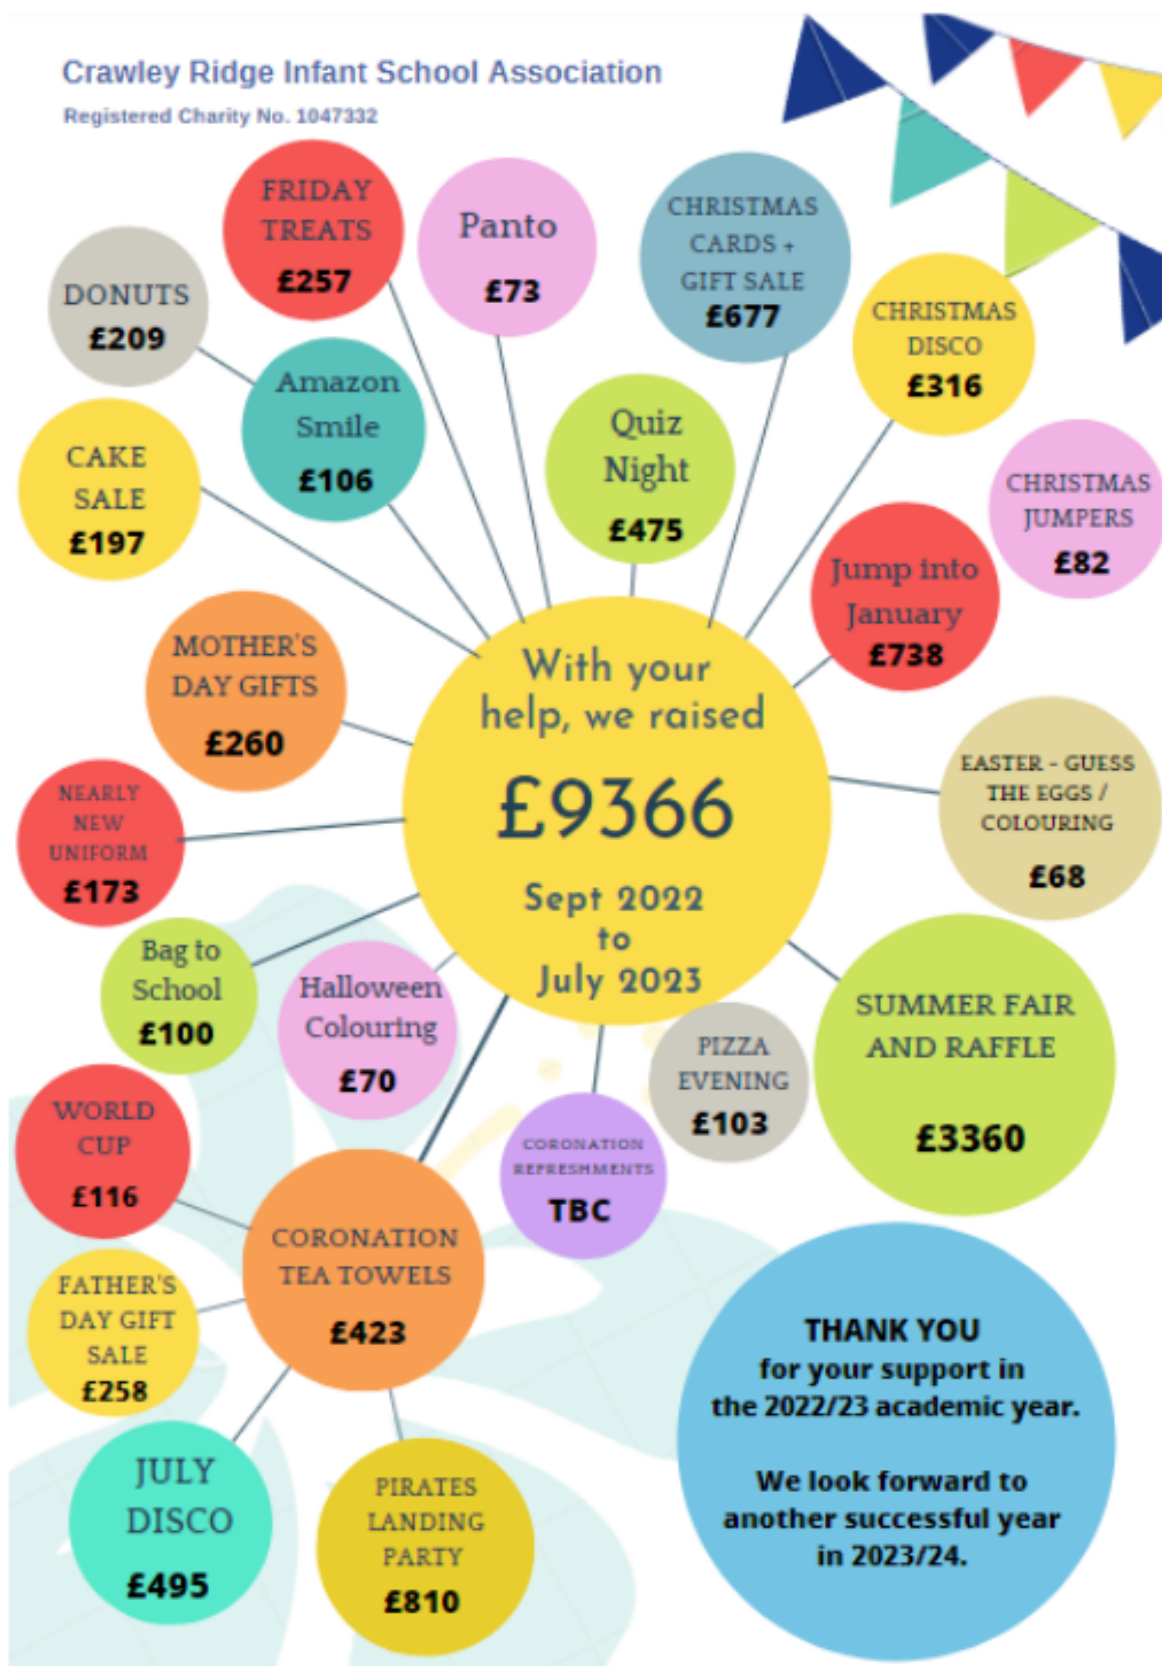 Crawley Ridge Infant School Association
Registered Charity No. 1047332
FRIDAY
TREATS
£257
Panto
£73
CHRISTMAS
CARDS +
GIFT SALE
£677
DONUTS
£209
CHRISTMAS
DISCO
£316
Amazon
Smile
£106
Quiz
Night
£475
CAKE
SALE
£197
CHRISTMAS
JUMPERS
£82
Jump into
January
£738
MOTHER'S
DAY GIFTS
£260
With your
help, we raised
£9366
Sept 2022
to
July 2023
NEARLY
NEW
UNIFORM
£173
EASTER - GUESS
THE EGGS /
COLOURING
£68
Bag to
School
£100
Halloween
Colouring
£70
SUMMER FAIR
AND RAFFLE
£3360
PIZZA
EVENING
£103
WORLD
CUP
£116
CORONATION
REFRESHMENTS
TBC
CORONATION
TEA TOWELS
£423
FATHER'S
DAY GIFT
SALE
£258
JULY
DISCO
£495
PIRATES
LANDING
PARTY
£810
THANK YOU
for your support in
the 2022/23 academic year.
We look forward to
another successful year
in 2023/24.